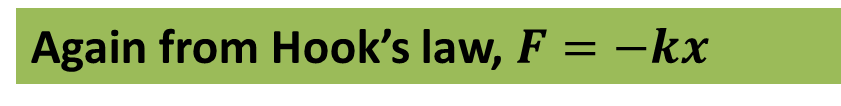 Again from Hook’s law, F = −kx